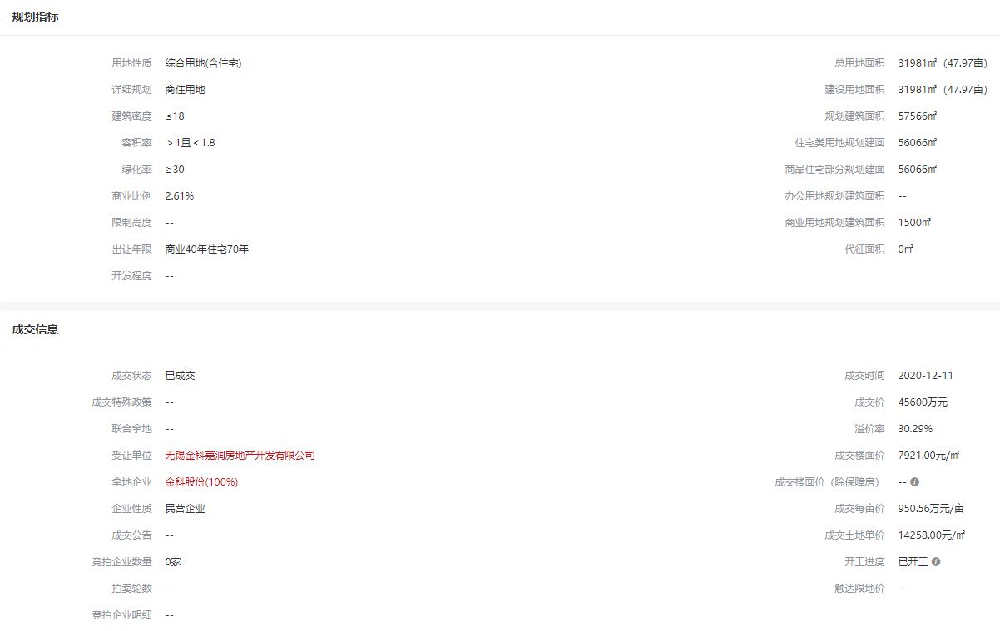 规划指标
用地性质 综合用地(含住宅) 总用地面积 31981㎡（47.97亩）
详细规划 商住用地 建设用地面积 31981㎡（47.97亩）
建筑密度 ≤18 规划建筑面积 57566㎡
容积率 ＞1且＜1.8 住宅类用地规划建面 56066㎡
绿化率 ≥30 商品住宅部分规划建面 56066㎡
商业比例 2.61% 办公用地规划建筑面积 --
限制高度 -- 商业用地规划建筑面积 1500㎡
出让年限 商业40年住宅70年 代征面积 0㎡
开发程度 --
成交信息
成交状态 已成交 成交时间 2020-12-11
成交特殊政策 -- 成交价 45600万元
联合拿地 -- 溢价率 30.29%
受让单位 无锡金科嘉润房地产开发有限公司 成交楼面价 7921.00元/㎡
拿地企业 金科股份(100%) 成交楼面价（除保障房） --
企业性质 民营企业 成交每亩价 950.56万元/亩
成交公告 -- 成交土地单价 14258.00元/㎡
竞拍企业数量 0家 开工进度 已开工
拍卖轮数 -- 触达限地价 --
竞拍企业明细 --